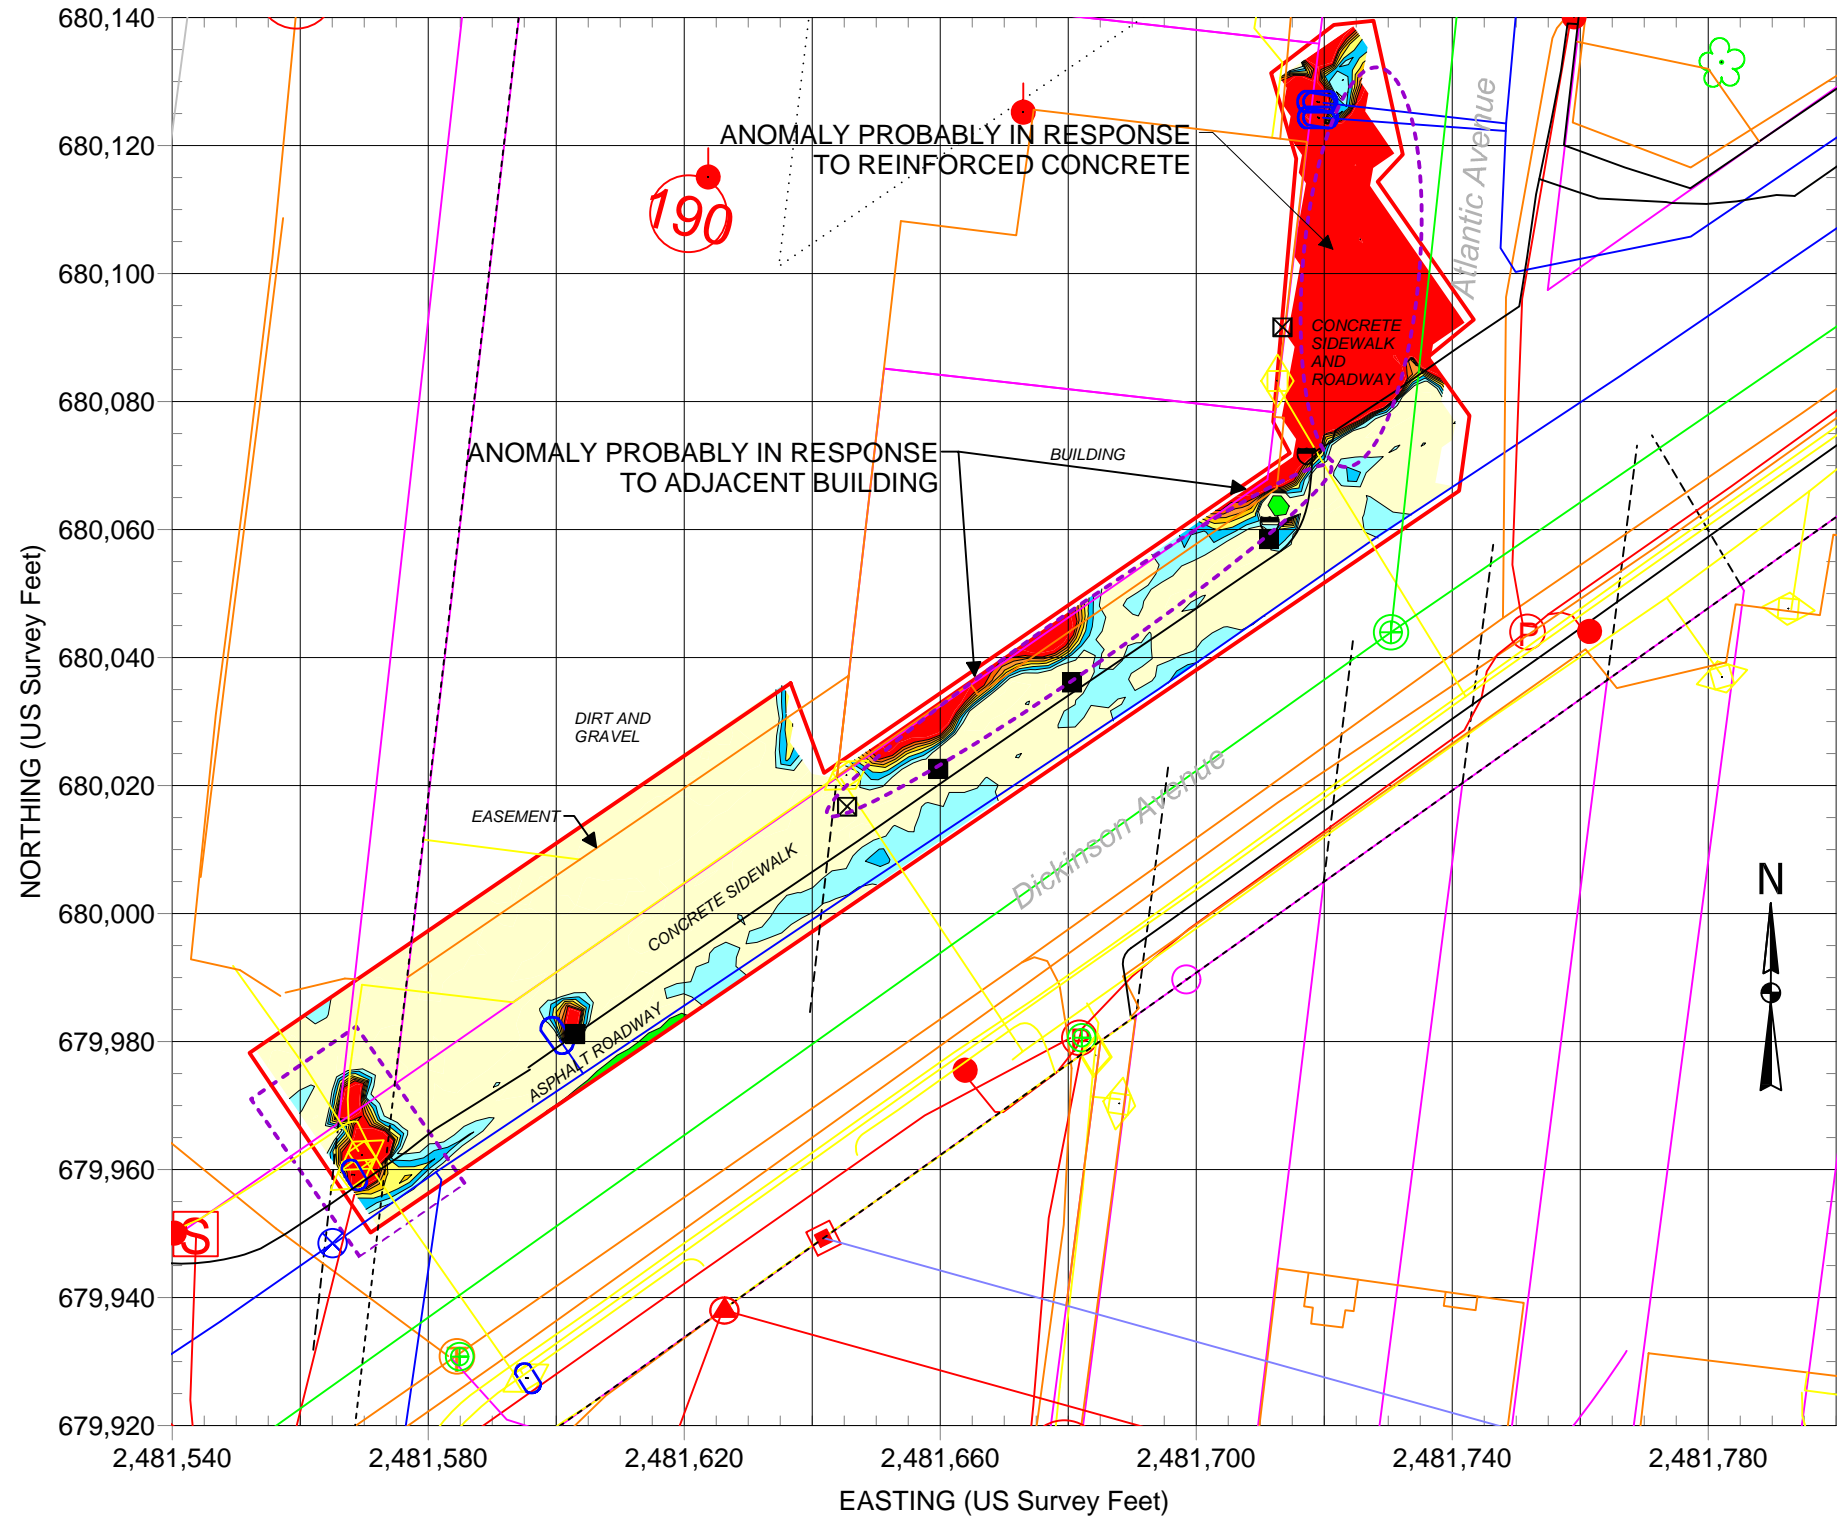 680,140
680,120
680,100
680,080
680,060
680,040
680,020
680,000
679,980
679,960
679,940
679,920
NORTHING (US Survey Feet)
2,481,540
2,481,580
2,481,620
2,481,660
2,481,700
2,481,740
2,481,780
EASTING (US Survey Feet)
ANOMALY PROBABLY IN RESPONSE
TO REINFORCED CONCRETE
190
Atlantic Avenue
CONCRETE
SIDEWALK
AND
ROADWAY
ANOMALY PROBABLY IN RESPONSE
TO ADJACENT BUILDING
BUILDING
P
DIRT AND
GRAVEL
EASEMENT
CONCRETE SIDEWALK
Dickinson Avenue
ASPHALT ROADWAY
N
S